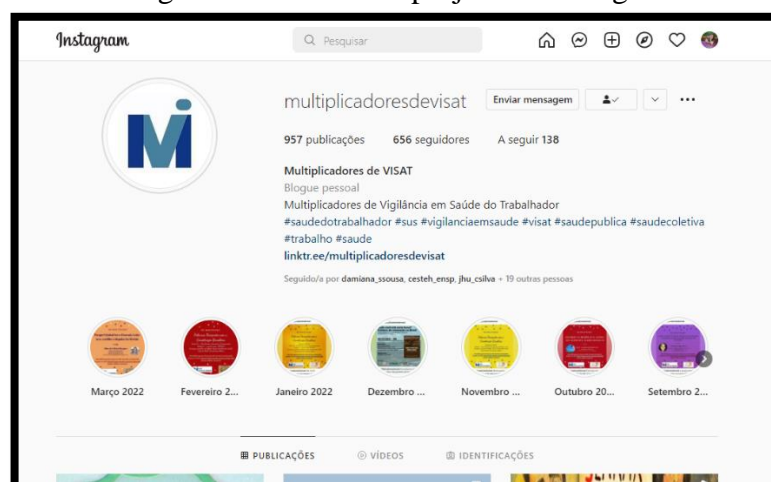 Instagram
Pesquisar
multiplicadoresdevisat
Enviar mensagem
957 publicações 656 seguidores A seguir 138
Multiplicadores de VISAT
Blogue pessoal
Multiplicadores de Vigilância em Saúde do Trabalhador
#saudedotrabalhador #sus #vigilanciaemsaude #visat #saudepublica #saudecoletiva
#trabalho #saude
linktr.ee/multiplicadoresdevisat
Seguido/a por damiana_ssousa, cesteh_ensp, jhu_csilva + 19 outras pessoas
Março 2022 Fevereiro 2... Janeiro 2022 Dezembro ... Novembro ... Outubro 20... Setembro 2...
PUBLICAÇÕES VÍDEOS IDENTIFICAÇÕES